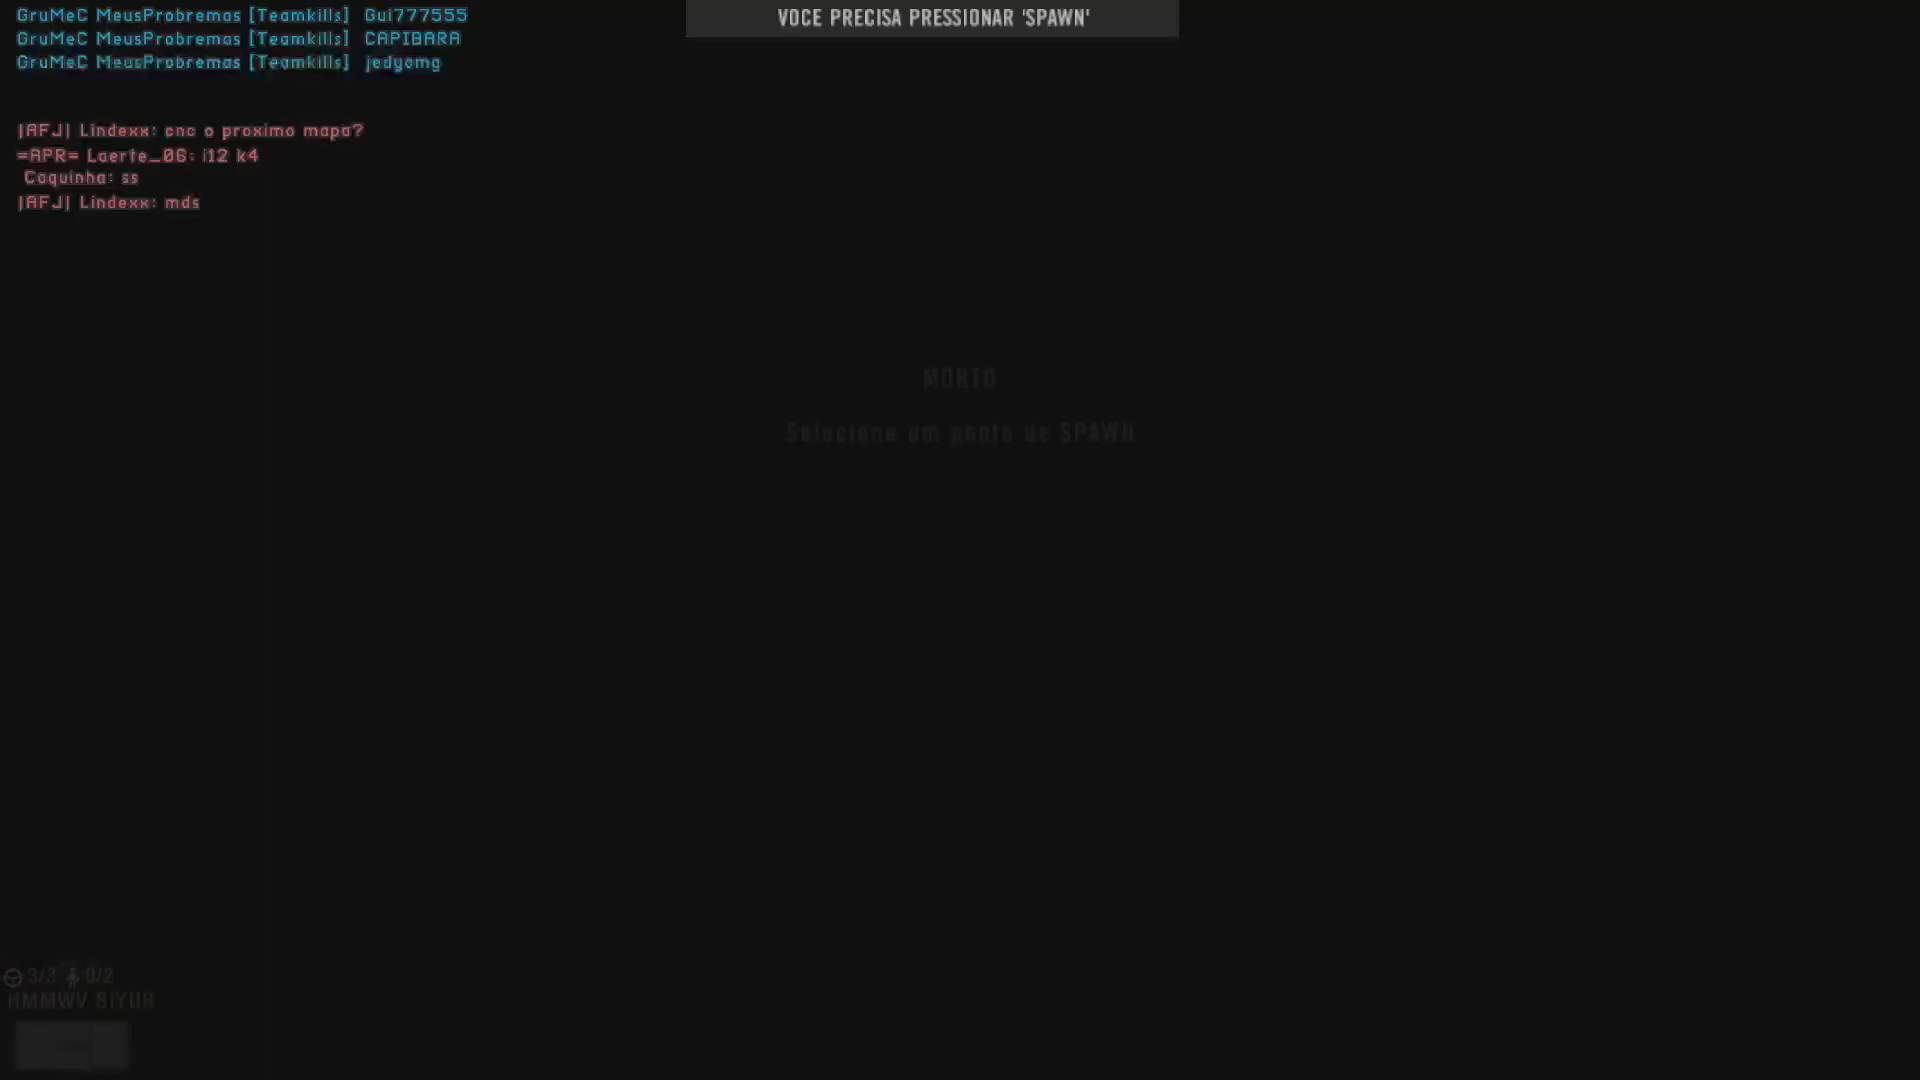 GruMeC MeusProbremas [Teamkills] Gui777555
GruMeC MeusProbremas [Teamkills] CAPIBARA
GruMeC MeusProbremas [Teamkills] jedyomg
VOCE PRECISA PRESSIONAR 'SPAWN'
|AFJ| Lindexx: cnc o proximo mapa?
=APR= Laerte_06: i12 k4
Coquinha: ss
|AFJ| Lindexx: mds
MORTO
Selecione um ponto de SPAWN
3/3 0/2
HMMWV